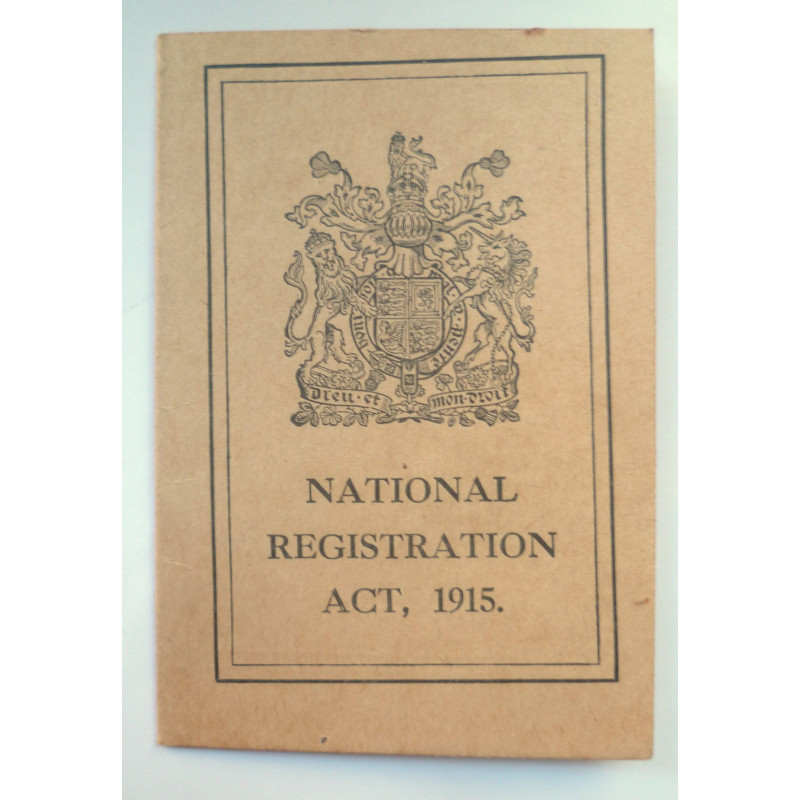 Dieu · et mon · Droit
NATIONAL
REGISTRATION
ACT, 1915.